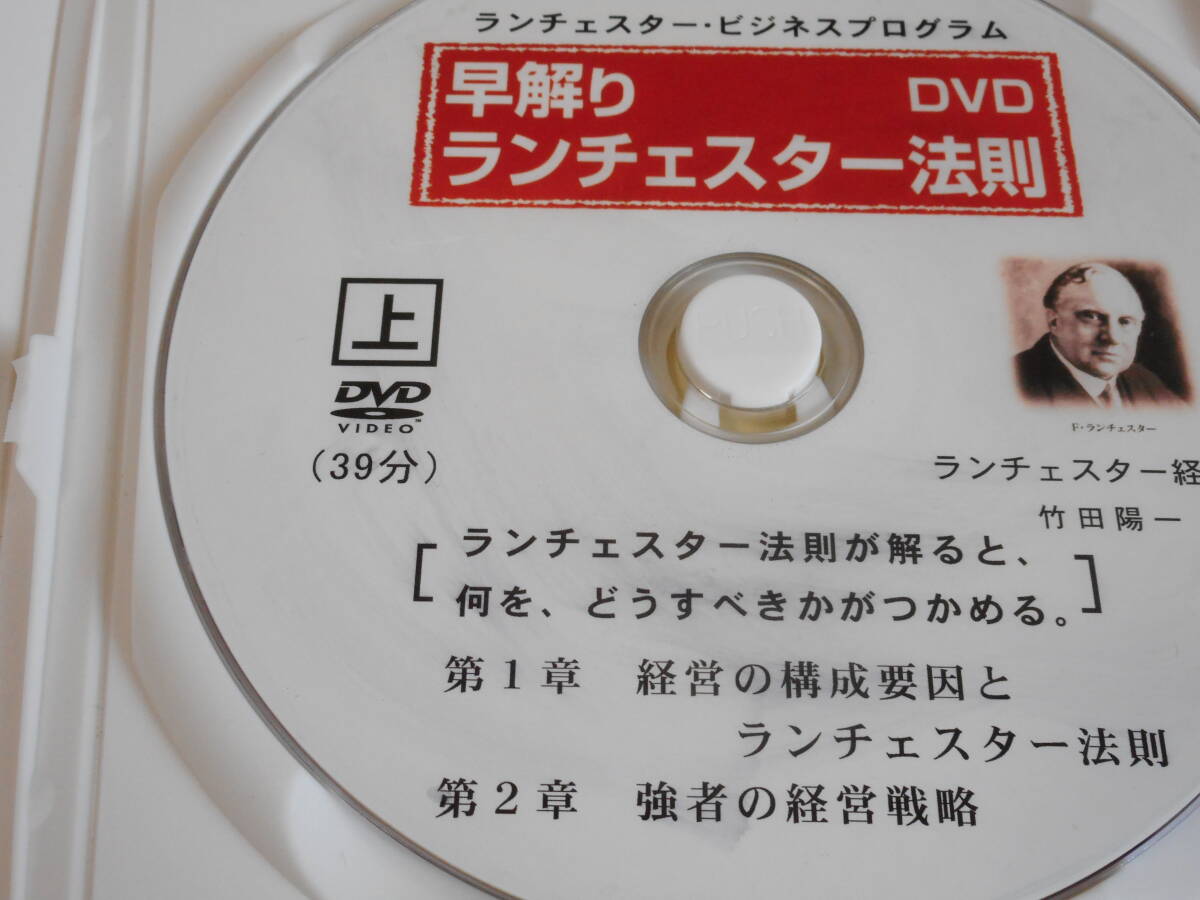 ランチェスター・ビジネスプログラム
早解り DVD
ランチェスター法則
上
DVD
VIDEO™
(39分)
F・ランチェスター
ランチェスター経
竹田陽一
ランチェスター法則が解ると、
何を、どうすべきかがつかめる。
第1章 経営の構成要因と
ランチェスター法則
第2章 強者の経営戦略